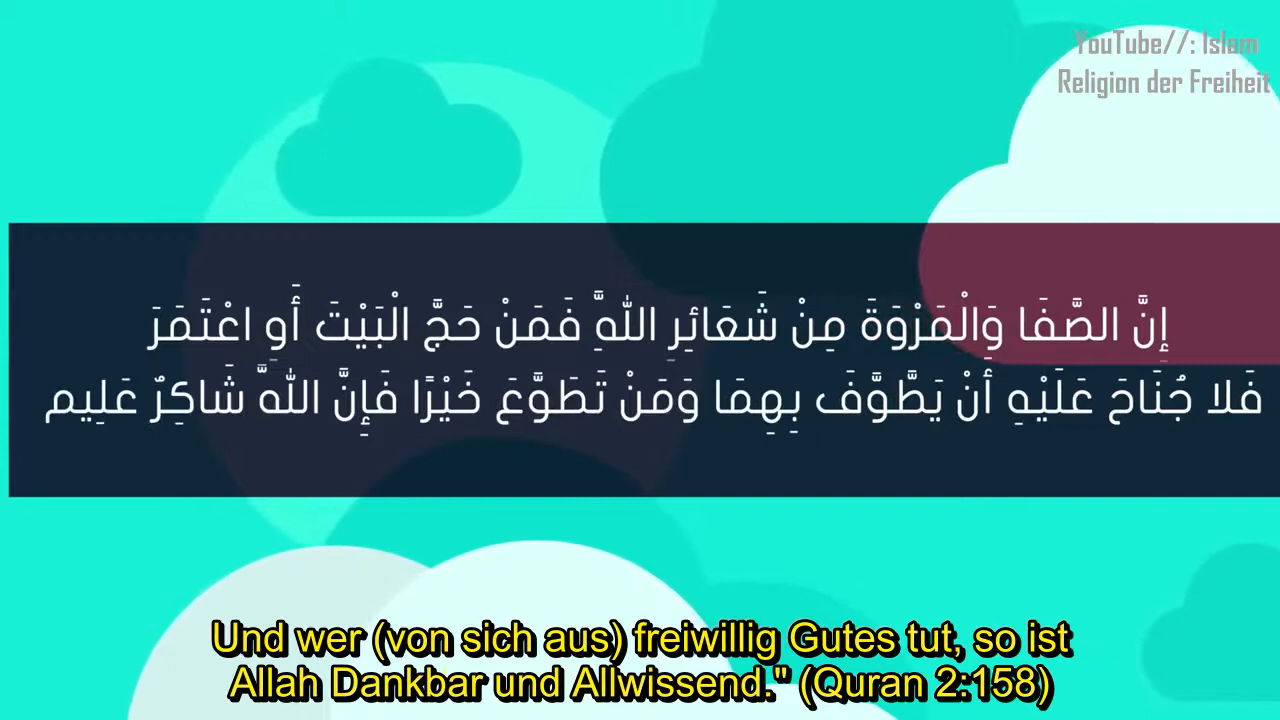 YouTube//: Islam
Religion der Freiheit
إِنَّ الصَّفَا وَالْمَرْوَةَ مِنْ شَعَائِرِ اللَّهِ فَمَنْ حَجَّ الْبَيْتَ أَوِ اعْتَمَرَ
فَلا جُنَاحَ عَلَيْهِ أَنْ يَطَّوَّفَ بِهِمَا وَمَنْ تَطَوَّعَ خَيْرًا فَإِنَّ اللَّهَ شَاكِرٌ عَلِيم
Und wer (von sich aus) freiwillig Gutes tut, so ist
Allah Dankbar und Allwissend." (Quran 2:158)